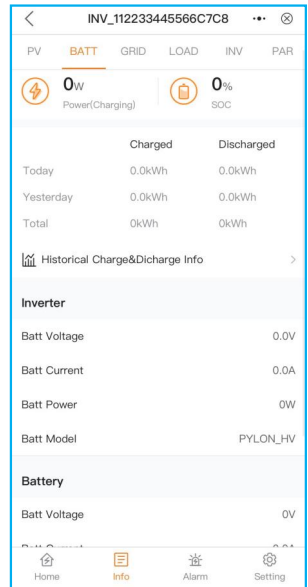 INV_112233445566C7C8
PV BATT GRID LOAD INV PAR
0W
Power(Charging)
0%
SOC
Charged Discharged
Today 0.0kWh 0.0kWh
Yesterday 0.0kWh 0.0kWh
Total 0kWh 0kWh
Historical Charge&Dicharge Info
Inverter
Batt Voltage 0.0V
Batt Current 0.0A
Batt Power 0W
Batt Model PYLON_HV
Battery
Batt Voltage 0V
Home Info Alarm Setting